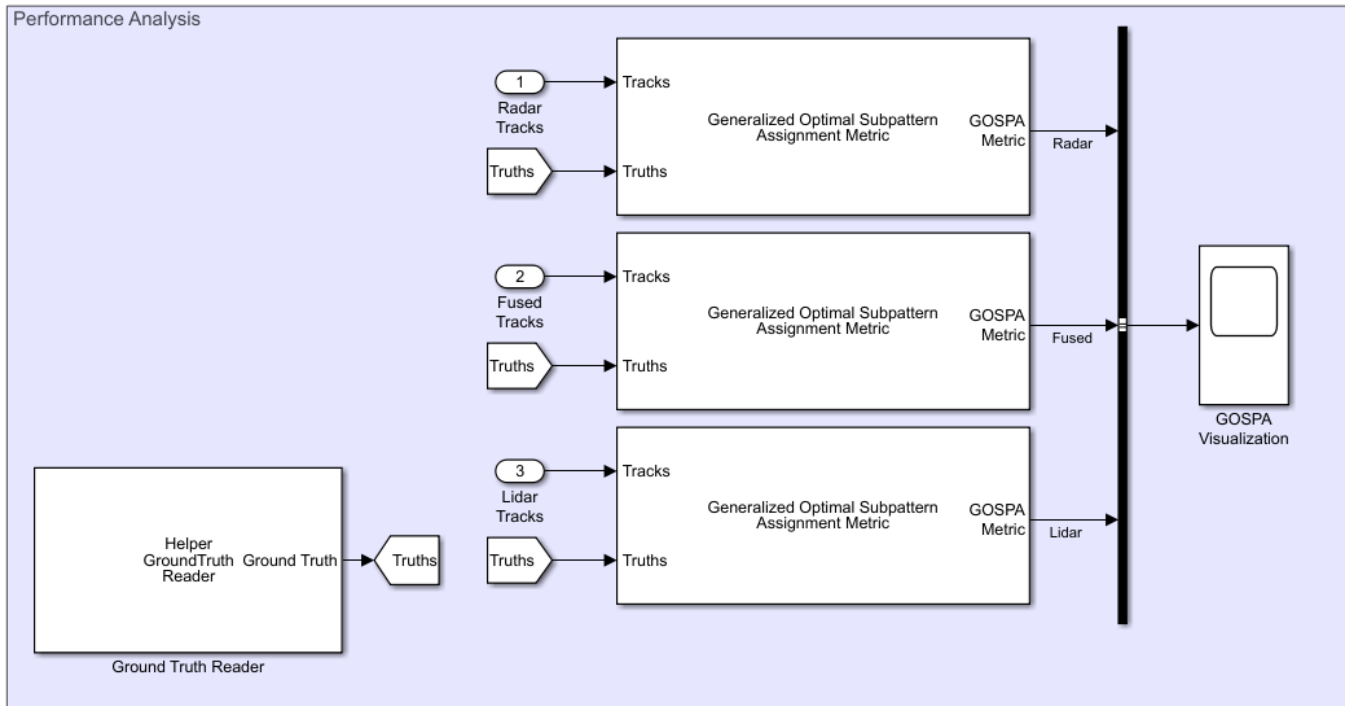 Performance Analysis
1
Radar
Tracks
Truths
Tracks
Truths
Generalized Optimal Subpattern
Assignment Metric
GOSPA
Metric
Radar
2
Fused
Tracks
Truths
Tracks
Truths
Generalized Optimal Subpattern
Assignment Metric
GOSPA
Metric
Fused
GOSPA
Visualization
3
Lidar
Tracks
Truths
Tracks
Truths
Generalized Optimal Subpattern
Assignment Metric
GOSPA
Metric
Lidar
Helper
GroundTruth
Reader
Ground Truth
Truths
Ground Truth Reader